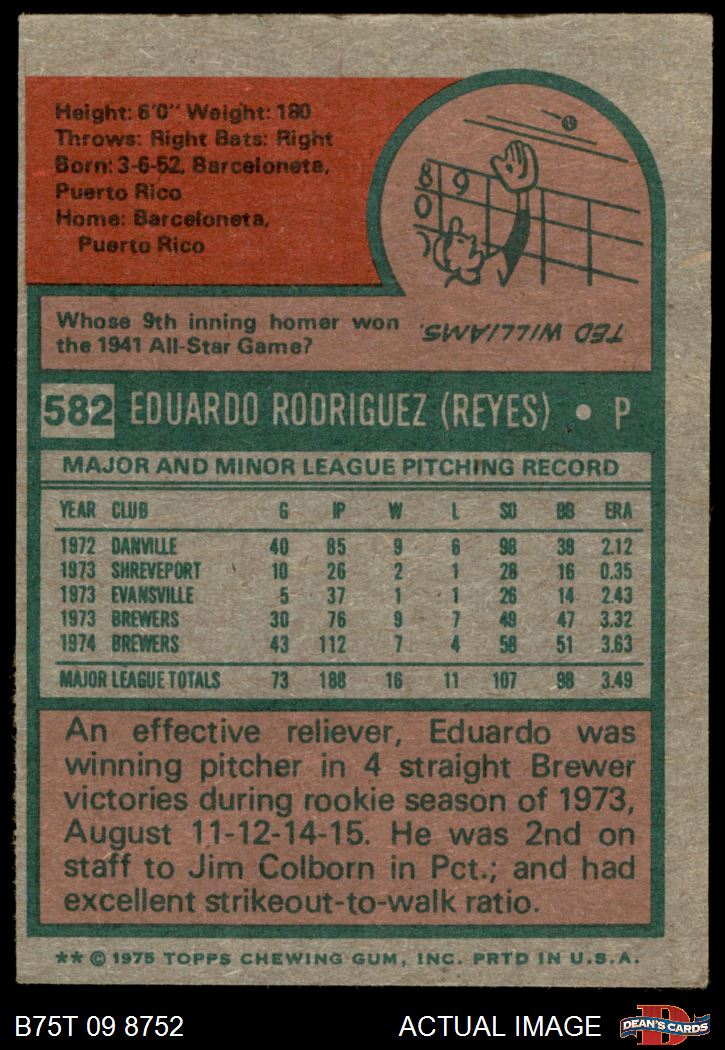 Height: 6'0" Weight: 180
Throws: Right Bats: Right
Born: 3-6-52, Barceloneta,
Puerto Rico
Home: Barceloneta,
Puerto Rico
8 9
0
Whose 9th inning homer won
the 1941 All-Star Game?
TED WILLIAMS.
582 EDUARDO RODRIGUEZ (REYES) • P
MAJOR AND MINOR LEAGUE PITCHING RECORD
YEAR CLUB G IP W L SO BB ERA
1972 DANVILLE 40 85 9 6 98 38 2.12
1973 SHREVEPORT 10 26 2 1 28 16 0.35
1973 EVANSVILLE 5 37 1 1 26 14 2.43
1973 BREWERS 30 76 9 7 49 47 3.32
1974 BREWERS 43 112 7 4 58 51 3.63
MAJOR LEAGUE TOTALS 73 188 16 11 107 98 3.49
An effective reliever, Eduardo was
winning pitcher in 4 straight Brewer
victories during rookie season of 1973,
August 11-12-14-15. He was 2nd on
staff to Jim Colborn in Pct.; and had
excellent strikeout-to-walk ratio.
** © 1975 TOPPS CHEWING GUM, INC. PRTD IN U.S.A.
B75T 09 8752 ACTUAL IMAGE
D
DEAN'S CARDS